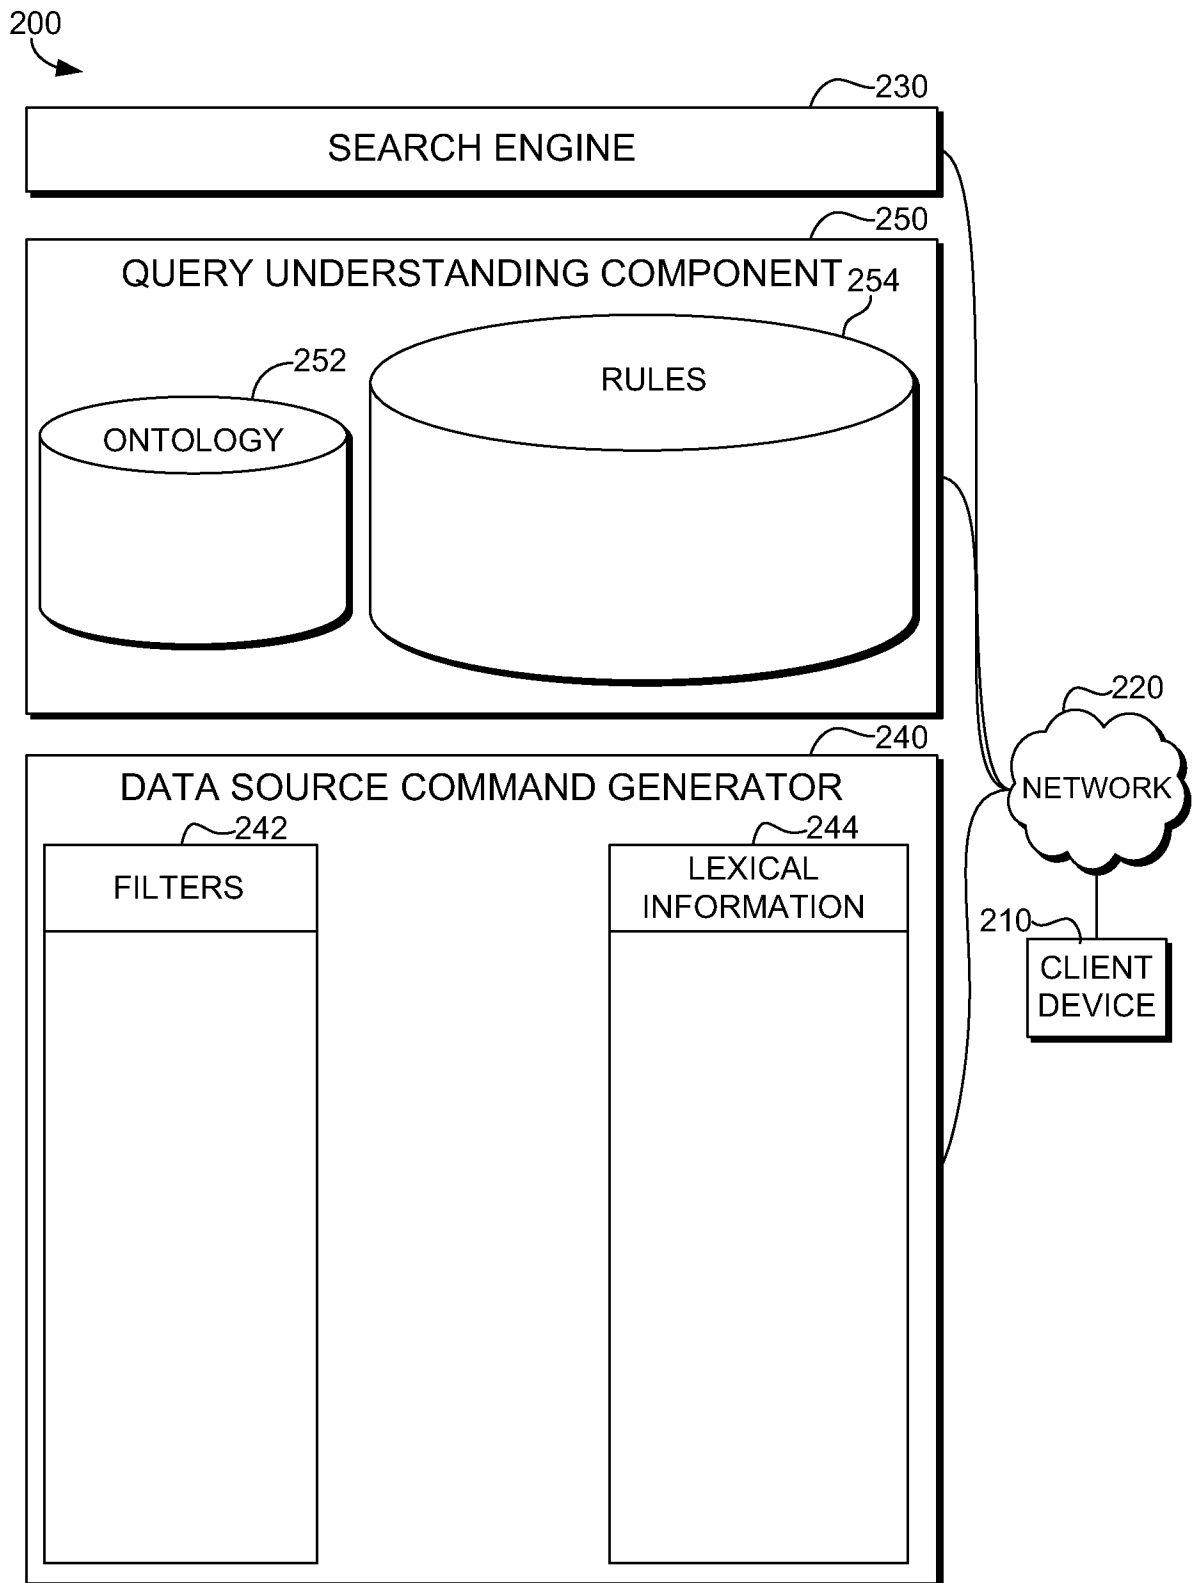 200
230
SEARCH ENGINE
250
QUERY UNDERSTANDING COMPONENT
254
252
RULES
ONTOLOGY
220
240
NETWORK
DATA SOURCE COMMAND GENERATOR
242
244
FILTERS
LEXICAL
INFORMATION
210
CLIENT
DEVICE